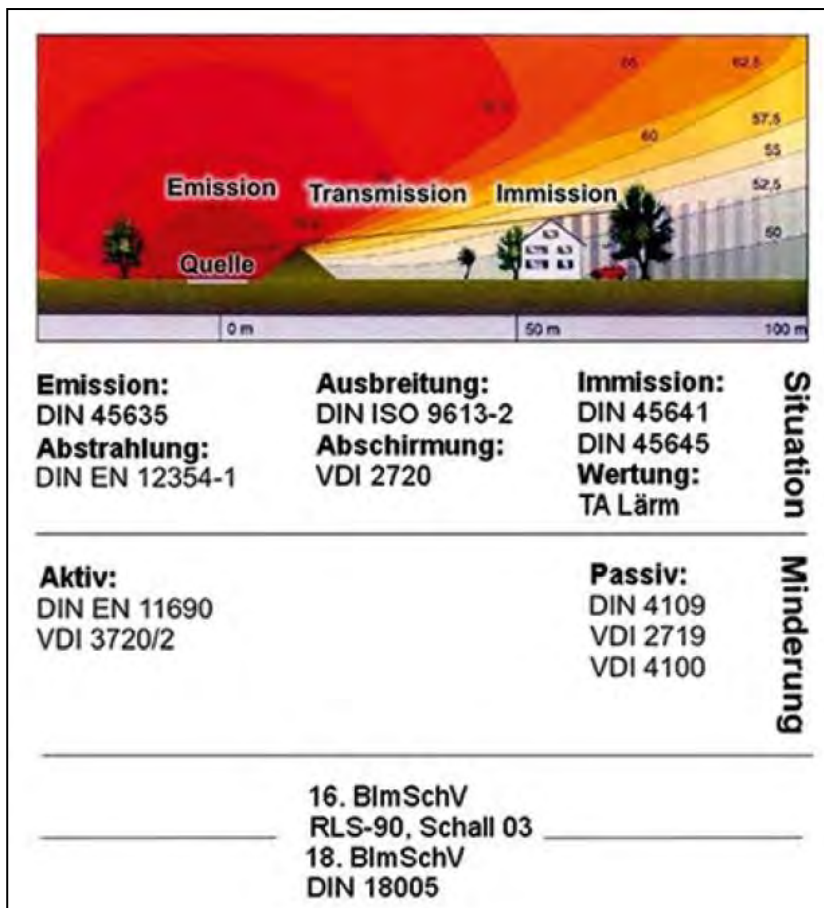 65
62,5
57,5
60
55
52,5
50
Emission Transmission Immission
Quelle
0 m 50 m 100 m
Emission:
DIN 45635
Abstrahlung:
DIN EN 12354-1
Ausbreitung:
DIN ISO 9613-2
Abschirmung:
VDI 2720
Immission:
DIN 45641
DIN 45645
Wertung:
TA Lärm
Situation
Aktiv:
DIN EN 11690
VDI 3720/2
Passiv:
DIN 4109
VDI 2719
VDI 4100
Minderung
16. BImSchV
RLS-90, Schall 03
18. BImSchV
DIN 18005